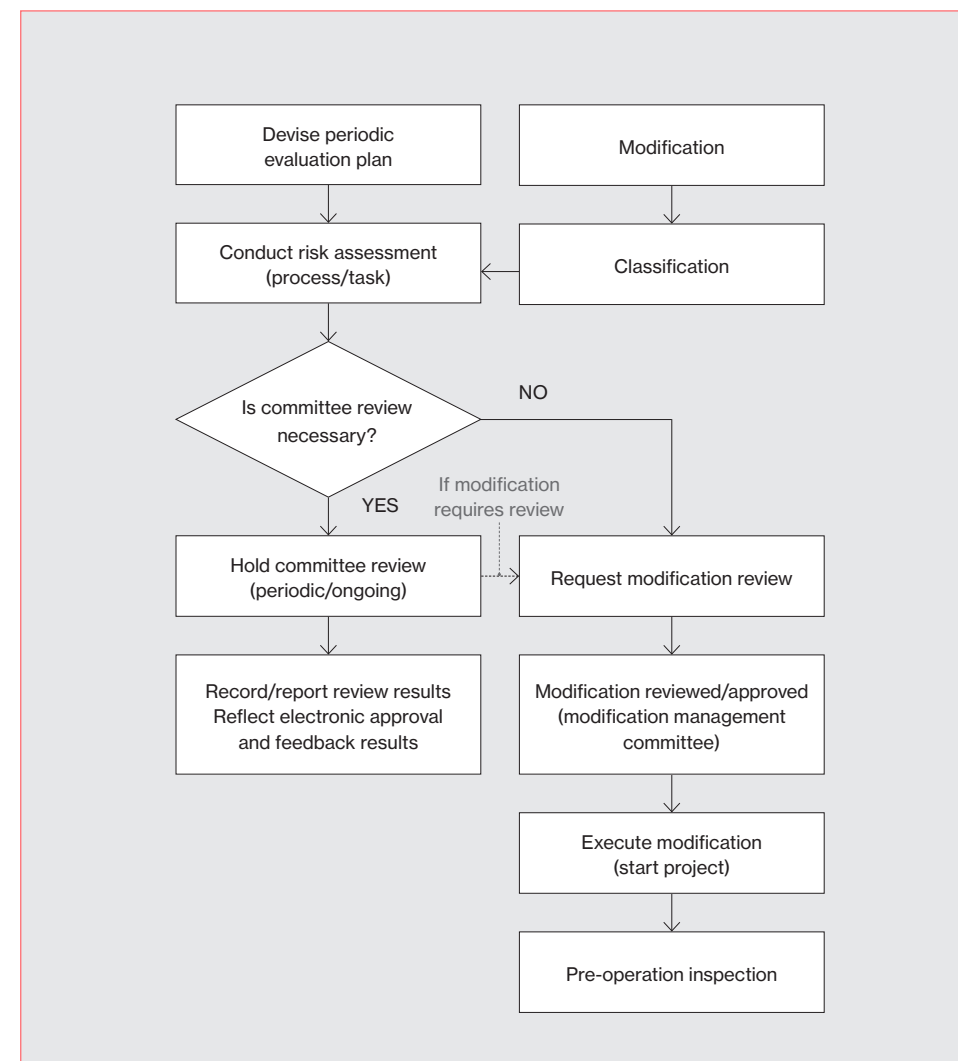 Devise periodic
evaluation plan
Modification
Conduct risk assessment
(process/task)
Classification
Is committee review
necessary?
NO
YES
If modification
requires review
Hold committee review
(periodic/ongoing)
Request modification review
Record/report review results
Reflect electronic approval
and feedback results
Modification reviewed/approved
(modification management
committee)
Execute modification
(start project)
Pre-operation inspection